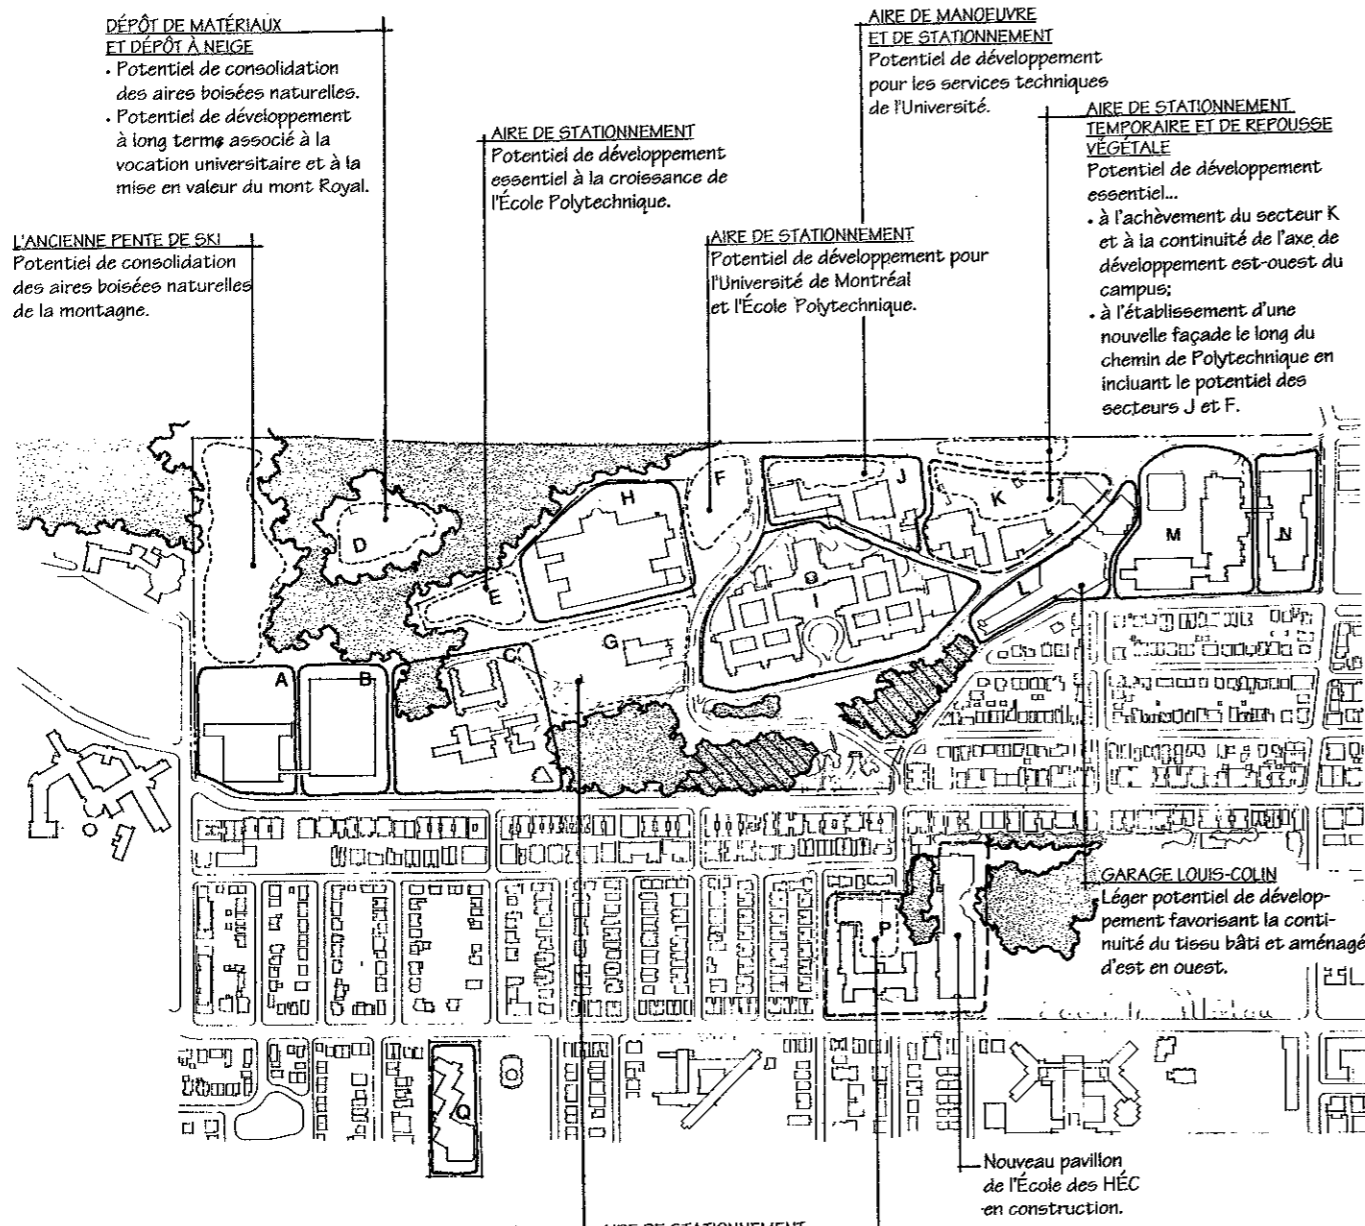 DÉPÔT DE MATÉRIAUX
ET DÉPÔT À NEIGE
• Potentiel de consolidation
des aires boisées naturelles.
• Potentiel de développement
à long terme associé à la
vocation universitaire et à la
mise en valeur du mont Royal.
AIRE DE STATIONNEMENT
Potentiel de développement
essentiel à la croissance de
l'École Polytechnique.
AIRE DE MANOEUVRE
ET DE STATIONNEMENT
Potentiel de développement
pour les services techniques
de l'Université.
AIRE DE STATIONNEMENT
TEMPORAIRE ET DE REPOUSSE
VÉGÉTALE
Potentiel de développement
essentiel...
• à l'achèvement du secteur K
et à la continuité de l'axe de
développement est-ouest du
campus;
• à l'établissement d'une
nouvelle façade le long du
chemin de Polytechnique en
incluant le potentiel des
secteurs J et F.
L'ANCIENNE PENTE DE SKI
Potentiel de consolidation
des aires boisées naturelles
de la montagne.
AIRE DE STATIONNEMENT
Potentiel de développement pour
l'Université de Montréal
et l'École Polytechnique.
F
J
H
K
D
M
N
E
I
L
G
C
A
B
GARAGE LOUIS-COLIN
Léger potentiel de dévelop-
pement favorisant la conti-
nuité du tissu bâti et aménagé
d'est en ouest.
P
Q
Nouveau pavillon
de l'École des HÉC
en construction.
AIRE DE STATIONNEMENT